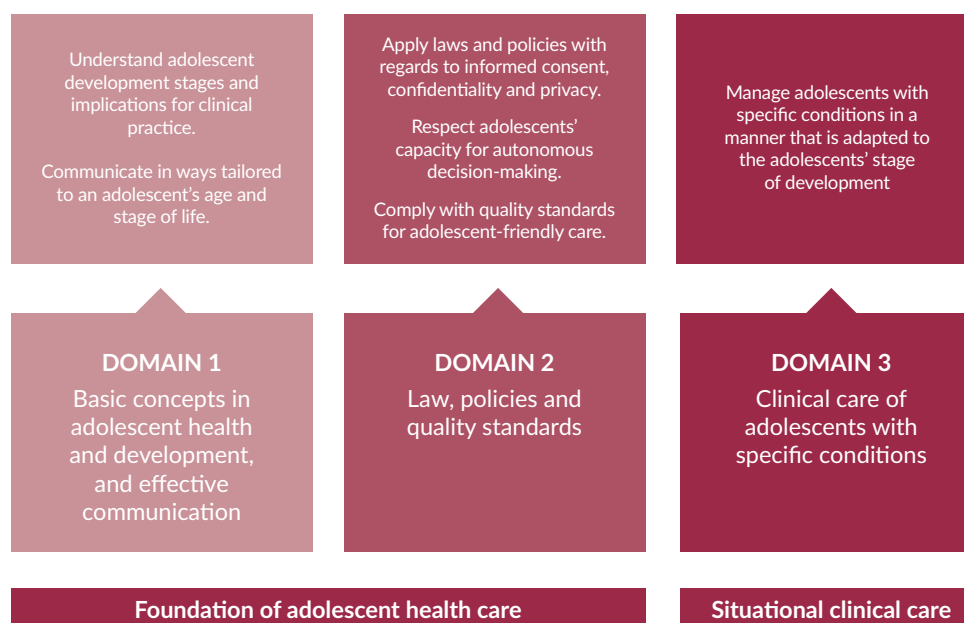 Understand adolescent
development stages and
implications for clinical
practice.
Communicate in ways tailored
to an adolescent’s age and
stage of life.
Apply laws and policies with
regards to informed consent,
confidentiality and privacy.
Respect adolescents’
capacity for autonomous
decision-making.
Comply with quality standards
for adolescent-friendly care.
Manage adolescents with
specific conditions in a
manner that is adapted to
the adolescents’ stage
of development
DOMAIN 1
Basic concepts in
adolescent health
and development,
and effective
communication
DOMAIN 2
Law, policies and
quality standards
DOMAIN 3
Clinical care of
adolescents with
specific conditions
Foundation of adolescent health care
Situational clinical care